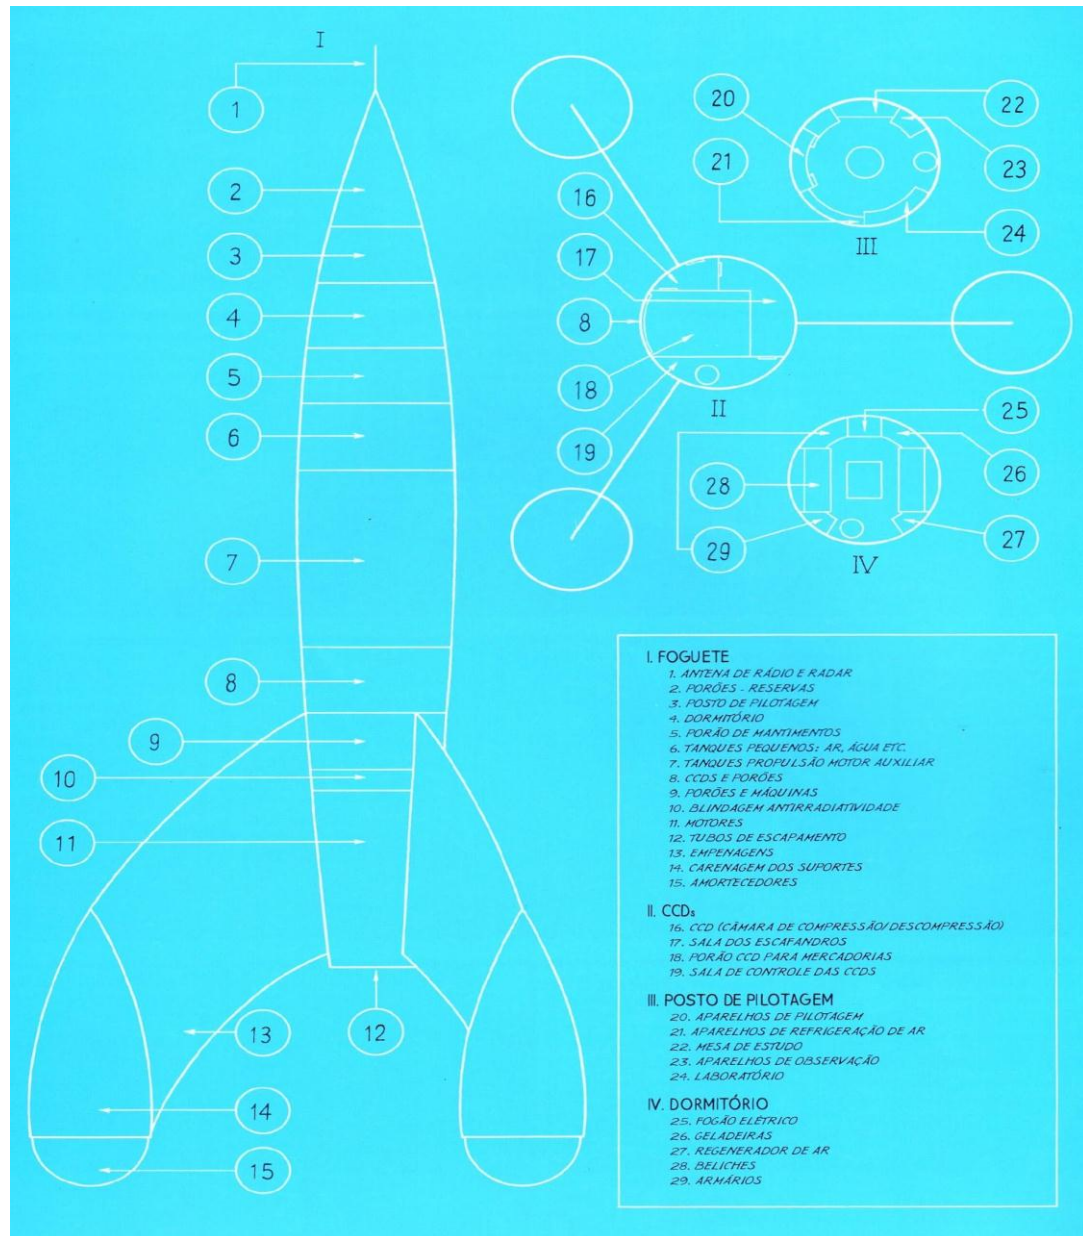 I
1
2
3
4
5
6
7
8
9
10
11
12
13
14
15
16
17
8
18
19
II
20
21
22
23
24
III
25
26
27
28
29
IV
I. FOGUETE
1. ANTENA DE RÁDIO E RADAR
2. PORÕES - RESERVAS
3. POSTO DE PILOTAGEM
4. DORMITÓRIO
5. PORÃO DE MANTIMENTOS
6. TANQUES PEQUENOS: AR, ÁGUA ETC.
7. TANQUES PROPULSÃO MOTOR AUXILIAR
8. CCDS E PORÕES
9. PORÕES E MÁQUINAS
10. BLINDAGEM ANTIRRADIATIVIDADE
11. MOTORES
12. TUBOS DE ESCAPAMENTO
13. EMPENAGENS
14. CARENAGEM DOS SUPORTES
15. AMORTECEDORES
II. CCDs
16. CCD (CÂMARA DE COMPRESSÃO/DESCOMPRESSÃO)
17. SALA DOS ESCAFANDROS
18. PORÃO CCD PARA MERCADORIAS
19. SALA DE CONTROLE DAS CCDS
III. POSTO DE PILOTAGEM
20. APARELHOS DE PILOTAGEM
21. APARELHOS DE REFRIGERAÇÃO DE AR
22. MESA DE ESTUDO
23. APARELHOS DE OBSERVAÇÃO
24. LABORATÓRIO
IV. DORMITÓRIO
25. FOGÃO ELÉTRICO
26. GELADEIRAS
27. REGENERADOR DE AR
28. BELICHES
29. ARMÁRIOS